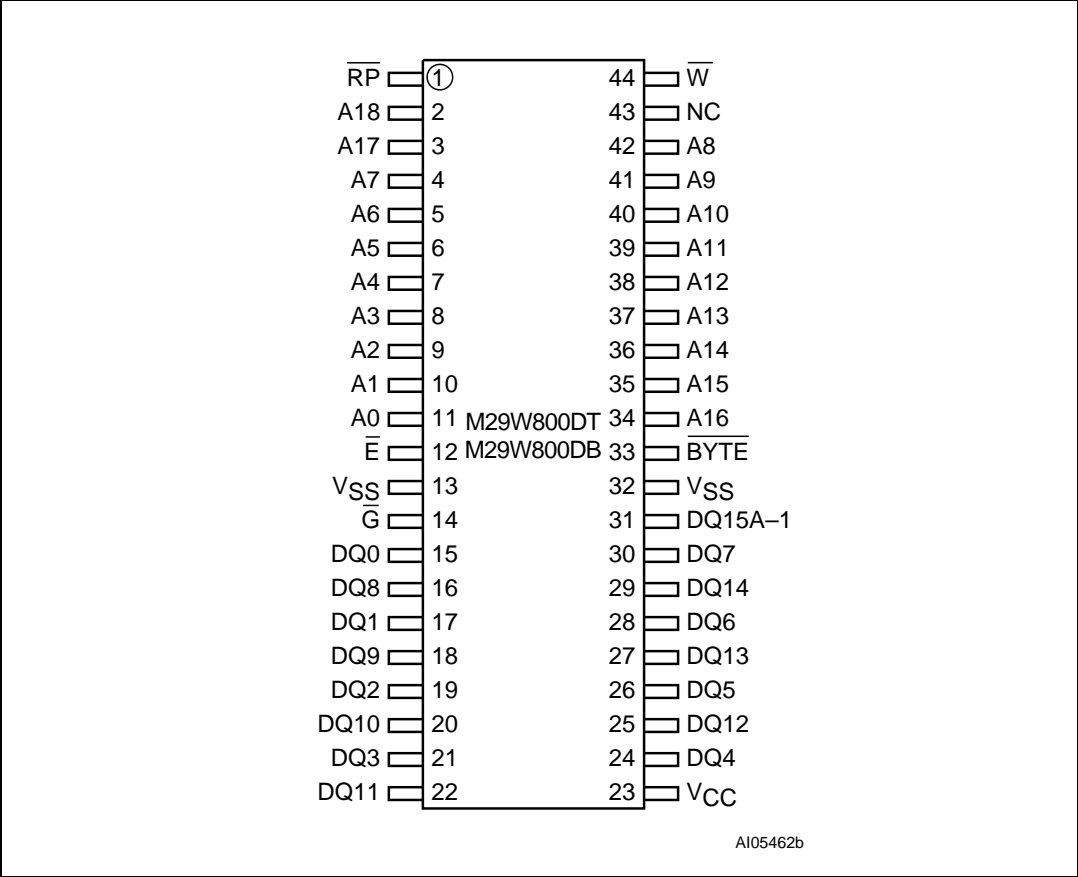 RP 1 44 W
A18 2 43 NC
A17 3 42 A8
A7 4 41 A9
A6 5 40 A10
A5 6 39 A11
A4 7 38 A12
A3 8 37 A13
A2 9 36 A14
A1 10 35 A15
A0 11 M29W800DT 34 A16
E 12 M29W800DB 33 BYTE
VSS 13 32 VSS
G 14 31 DQ15A–1
DQ0 15 30 DQ7
DQ8 16 29 DQ14
DQ1 17 28 DQ6
DQ9 18 27 DQ13
DQ2 19 26 DQ5
DQ10 20 25 DQ12
DQ3 21 24 DQ4
DQ11 22 23 VCC
AI05462b